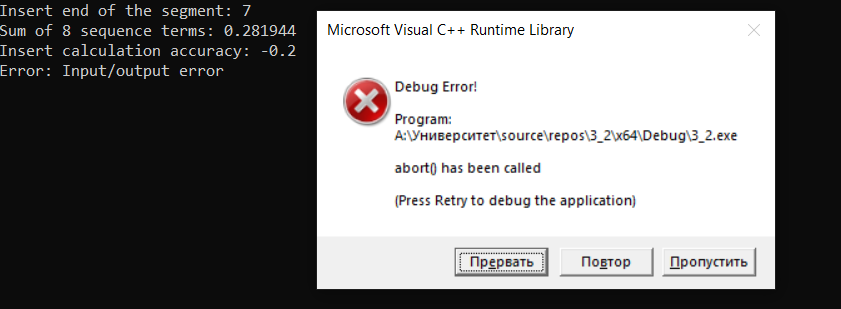 Insert end of the segment: 7
Sum of 8 sequence terms: 0.281944
Insert calculation accuracy: -0.2
Error: Input/output error
Microsoft Visual C++ Runtime Library
Debug Error!
Program:
A:\Университет\source\repos\3_2\x64\Debug\3_2.exe
abort() has been called
(Press Retry to debug the application)
Прервать
Повтор
Пропустить